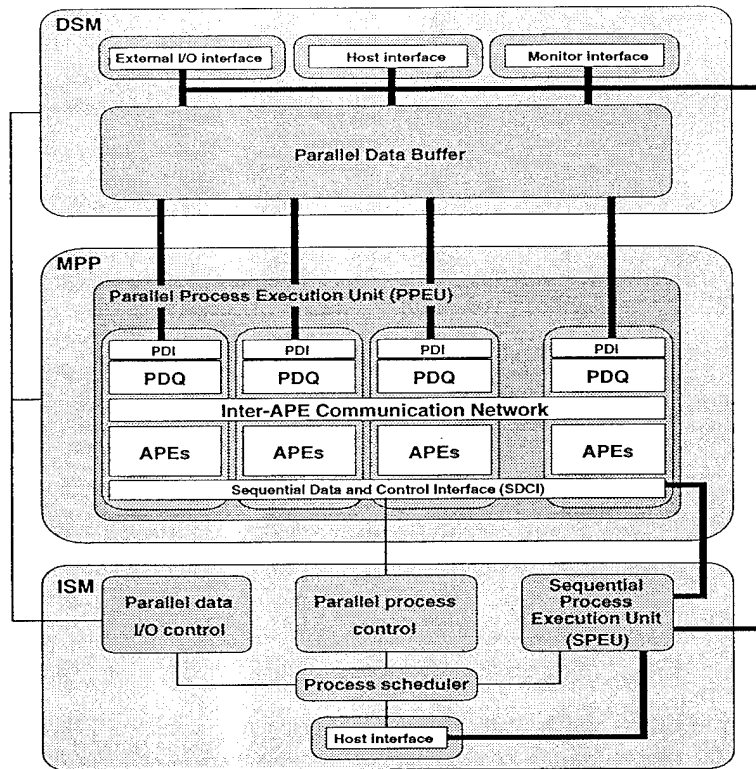 DSM
External I/O interface
Host interface
Monitor interface
Parallel Data Buffer
MPP
Parallel Process Execution Unit (PPEU)
PDI
PDI
PDI
PDI
PDQ
PDQ
PDQ
PDQ
Inter-APE Communication Network
APEs
APEs
APEs
APEs
Sequential Data and Control Interface (SDCI)
ISM
Parallel data
I/O control
Parallel process
control
Sequential
Process
Execution Unit
(SPEU)
Process scheduler
Host interface